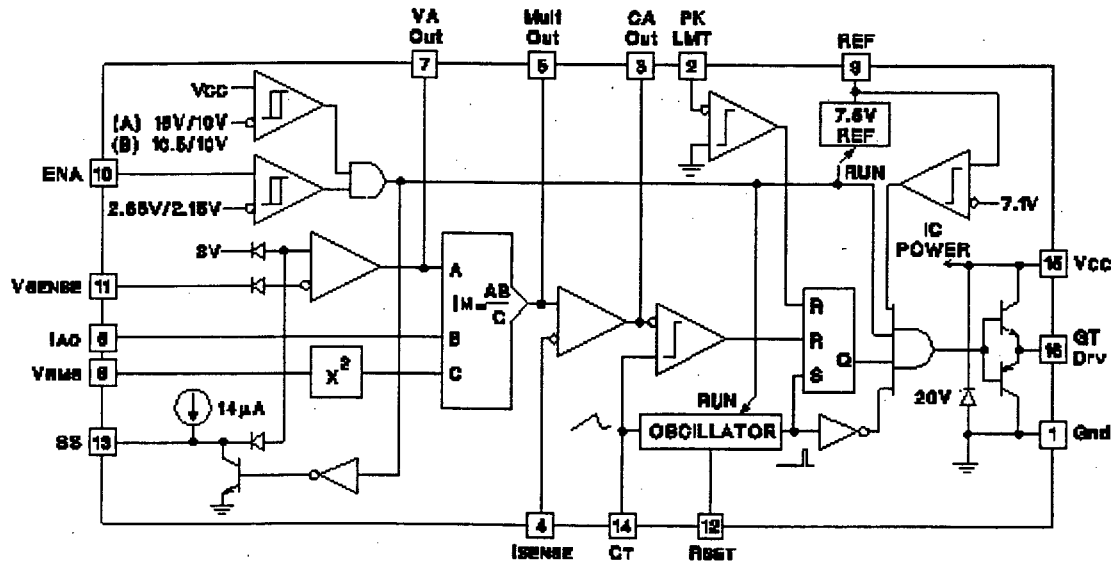 VA Out
7
Mult Out
5
CA Out
3
PK LMT
2
REF
9
VCC
(A) 16V/10V
(B) 10.5/10V
ENA 10
2.65V/2.15V
7.5V REF
RUN
7.1V
IC POWER
15 VCC
3V
VSENSE 11
A
IM=AB/C
B
C
IAC 6
VRMS 8
X²
14µA
SS 13
R
R
S
Q
RUN
OSCILLATOR
20V
16 GT Drv
1 Gnd
4
ISENSE
14
CT
12
RSET